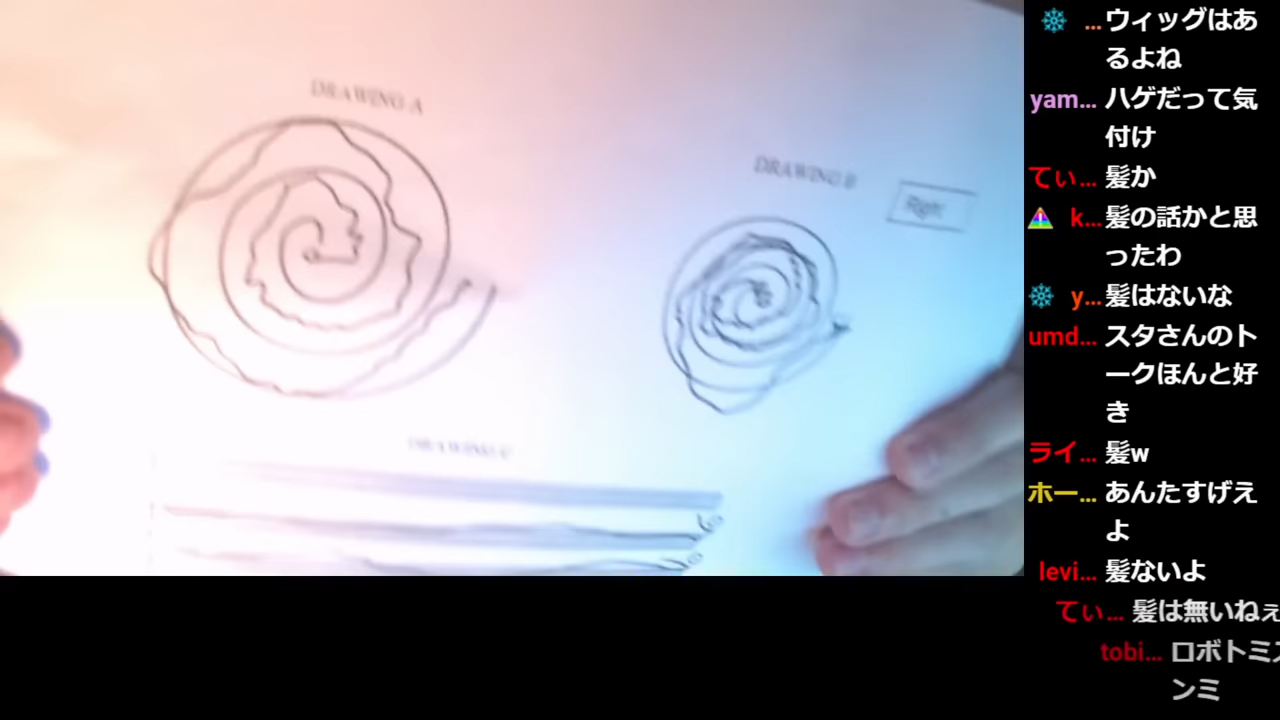 DRAWING A
DRAWING B
Right
DRAWING C
... ウィッグはあ
るよね
yam... ハゲだって気
付け
てぃ... 髪か
k... 髪の話かと思
ったわ
y... 髪はないな
umd... スタさんのト
ークほんと好
き
ライ... 髪w
ホー... あんたすげえ
よ
levi... 髪ないよ
てぃ... 髪は無いねぇ
tobi... ロボトミス
ンミ